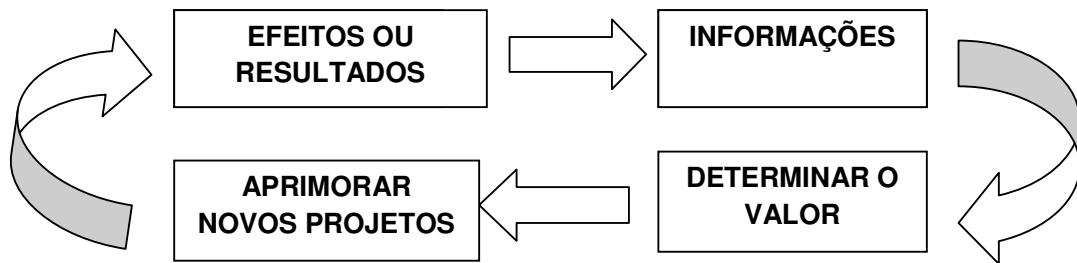 EFEITOS OU
RESULTADOS
INFORMAÇÕES
DETERMINAR O
VALOR
APRIMORAR
NOVOS PROJETOS